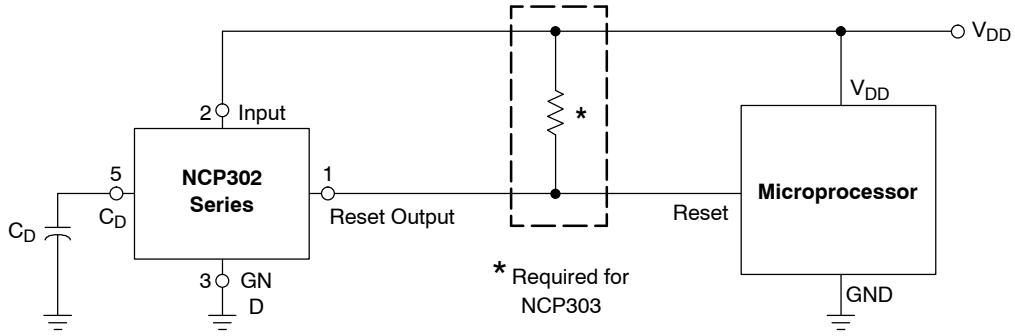 V_DD
V_DD
2 Input
*
5
NCP302
Series
1
Microprocessor
C_D
C_D
Reset Output
Reset
3 GN
D
* Required for
NCP303
GND